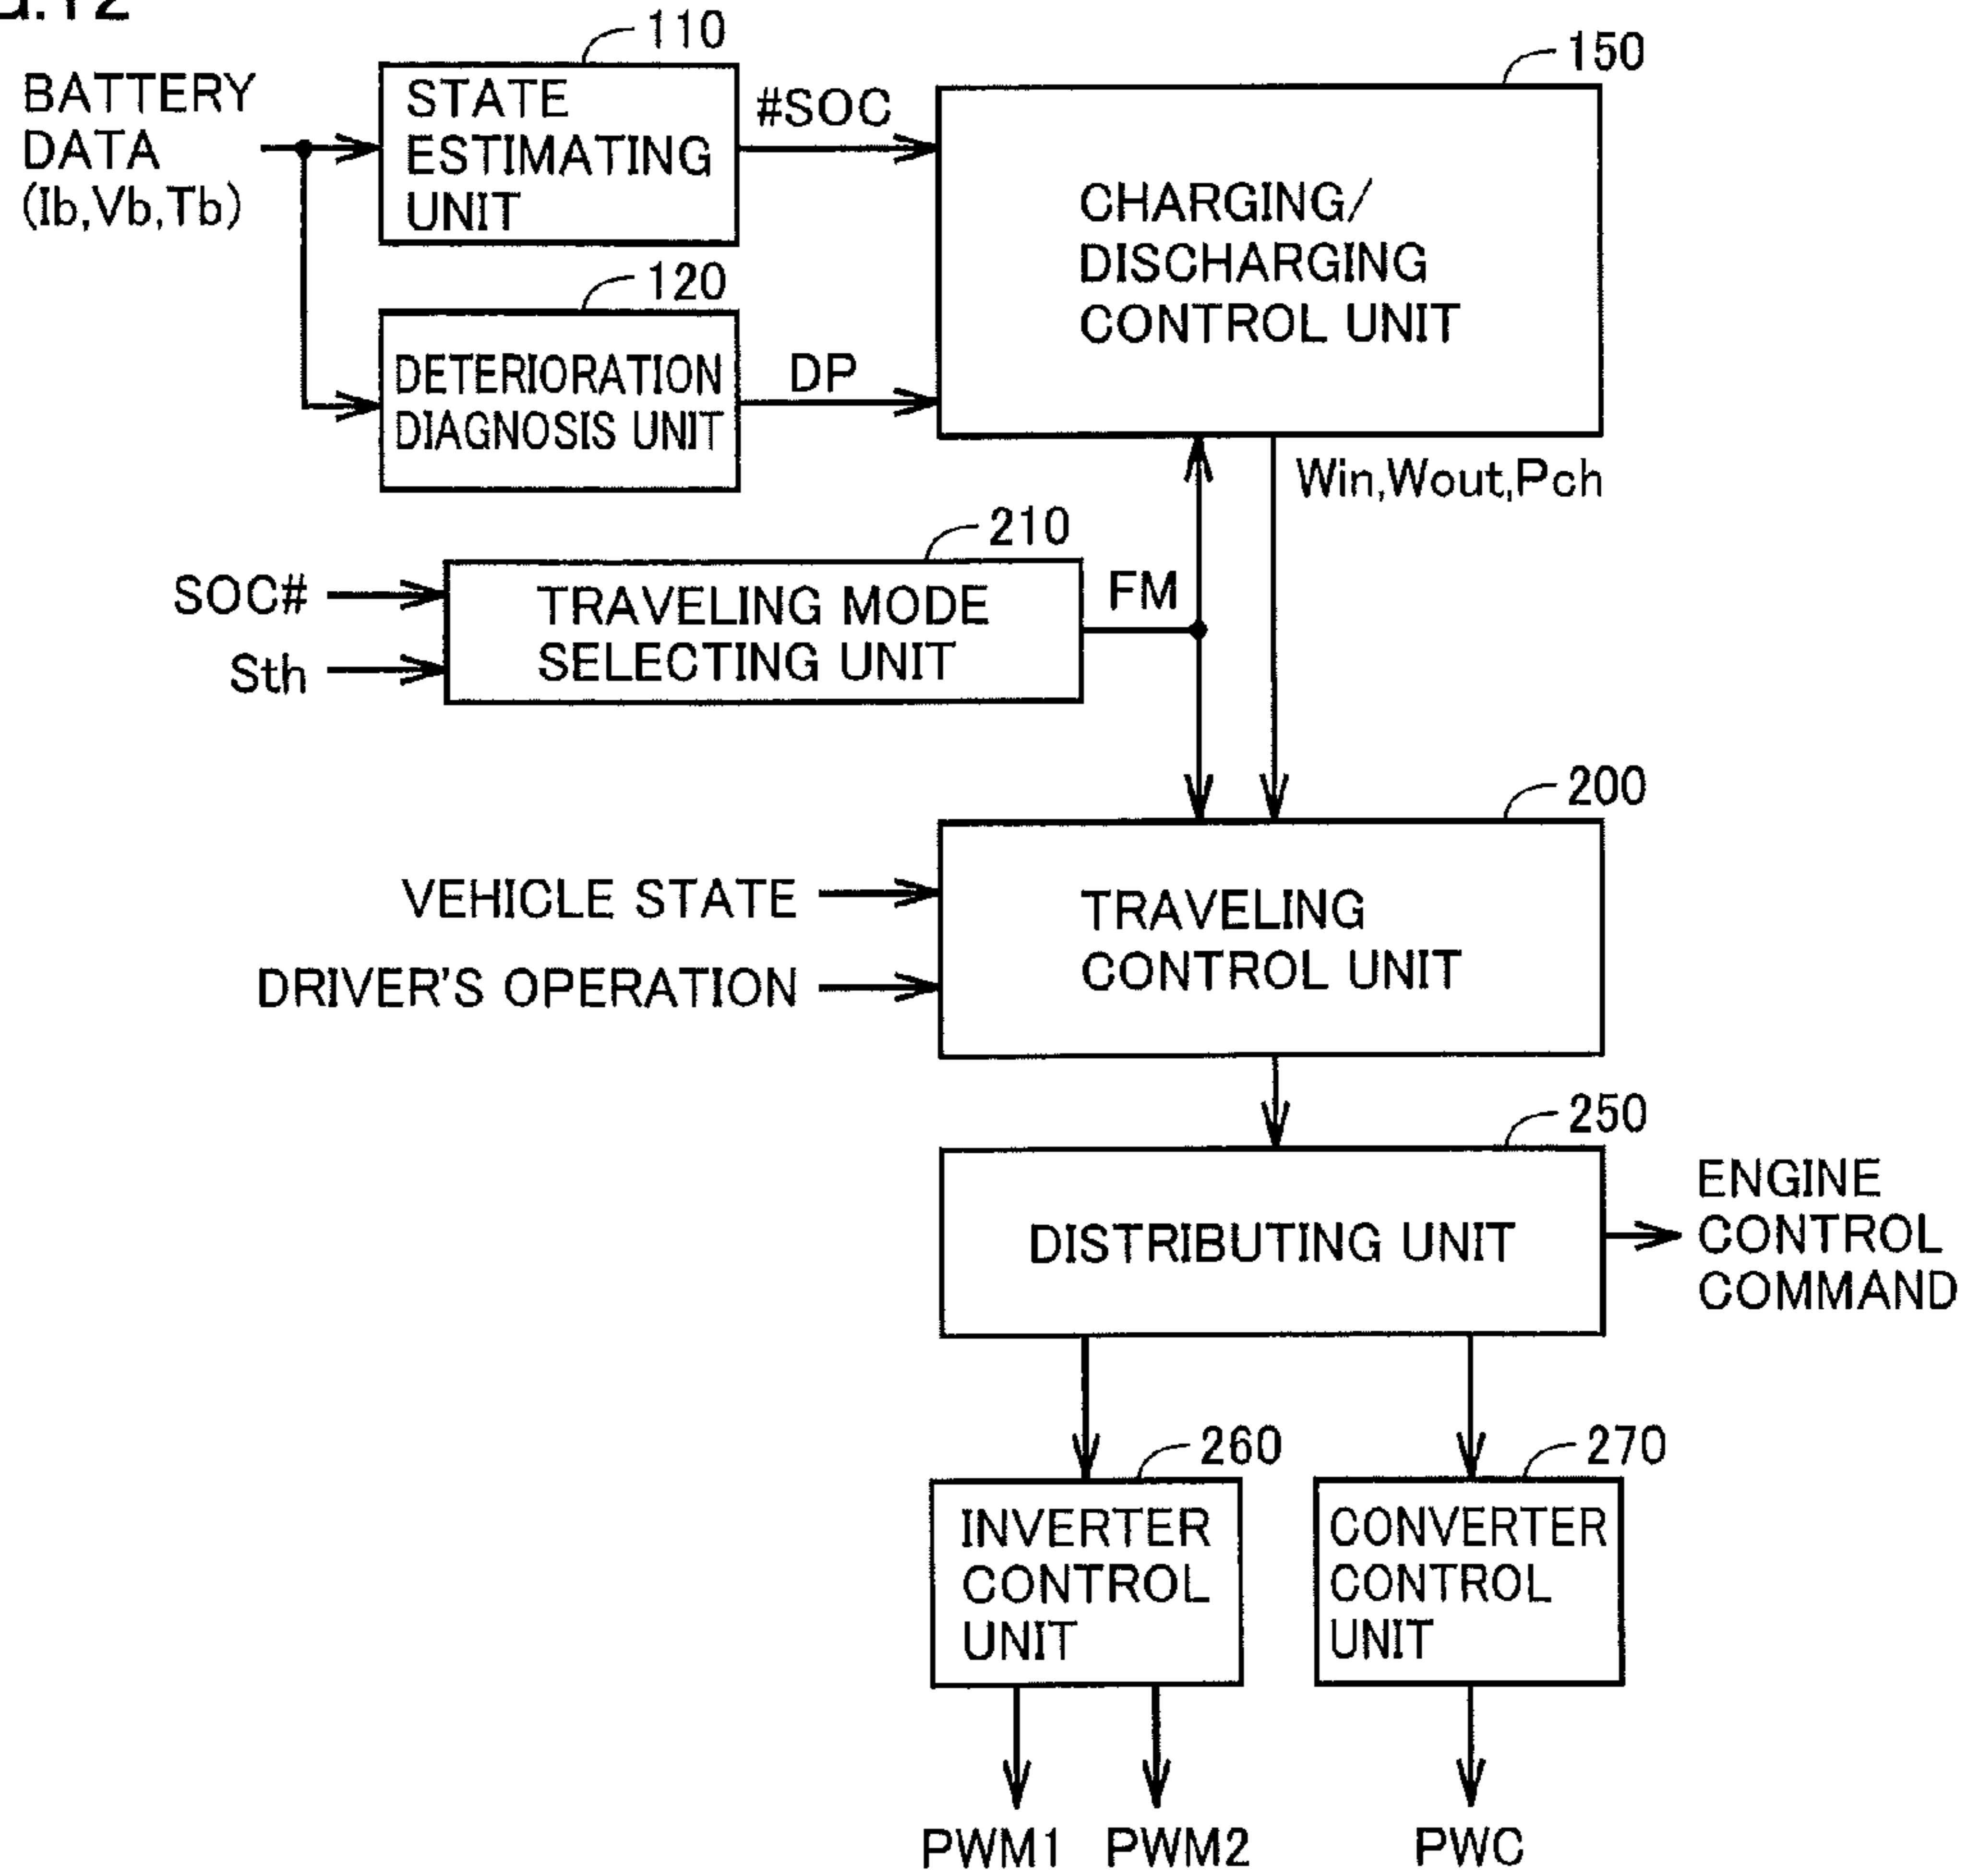 110
150
BATTERY
DATA
(Ib,Vb,Tb)
STATE
ESTIMATING
UNIT
#SOC
CHARGING/
DISCHARGING
CONTROL UNIT
120
DETERIORATION
DIAGNOSIS UNIT
DP
Win,Wout,Pch
210
SOC#
Sth
TRAVELING MODE
SELECTING UNIT
FM
200
VEHICLE STATE
DRIVER'S OPERATION
TRAVELING
CONTROL UNIT
250
DISTRIBUTING UNIT
ENGINE
CONTROL
COMMAND
260
270
INVERTER
CONTROL
UNIT
CONVERTER
CONTROL
UNIT
PWM1
PWM2
PWC